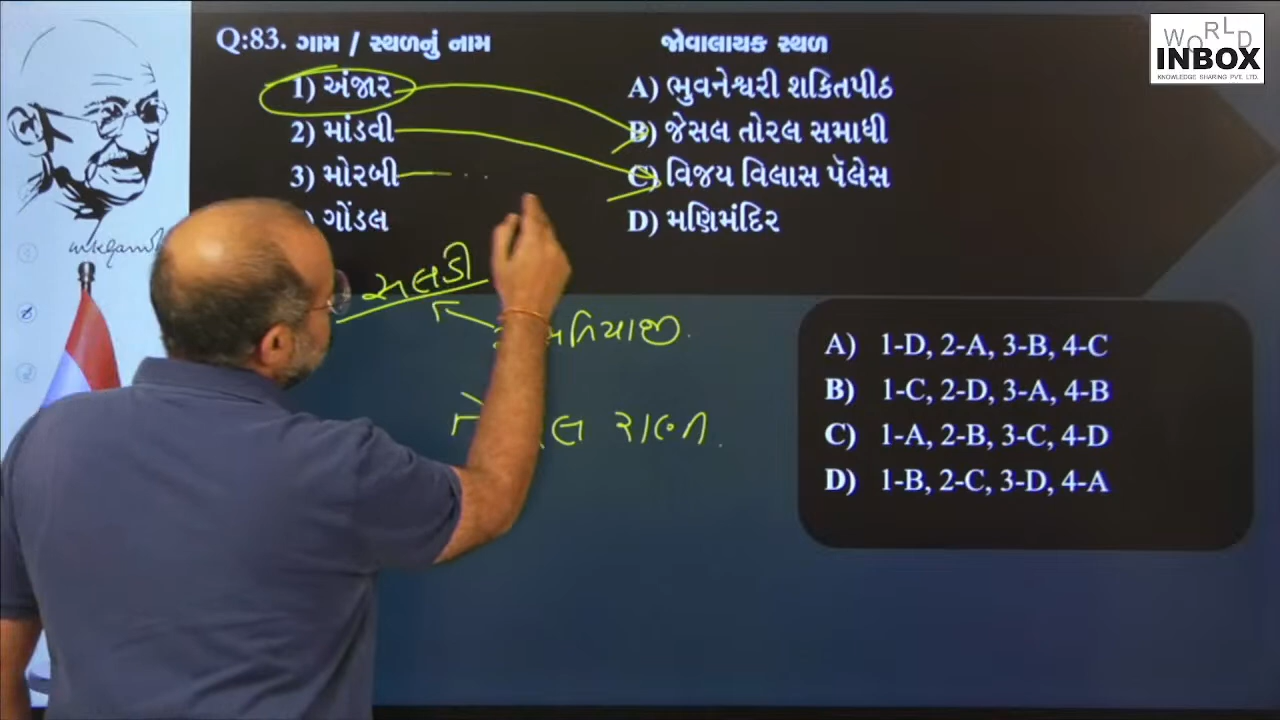 WORLD
INBOX
KNOWLEDGE SHARING PVT. LTD.
Q:83. ગામ / સ્થળનું નામ
જોવાલાયક સ્થળ
1) અંજાર
A) ભુવનેશ્વરી શકિતપીઠ
2) માંડવી
B) જેસલ તોરલ સમાધી
3) મોરબી
C) વિજય વિલાસ પૅલેસ
ગોંડલ
D) મણિમંદિર
સલડી
A) 1-D, 2-A, 3-B, 4-C
B) 1-C, 2-D, 3-A, 4-B
C) 1-A, 2-B, 3-C, 4-D
D) 1-B, 2-C, 3-D, 4-A